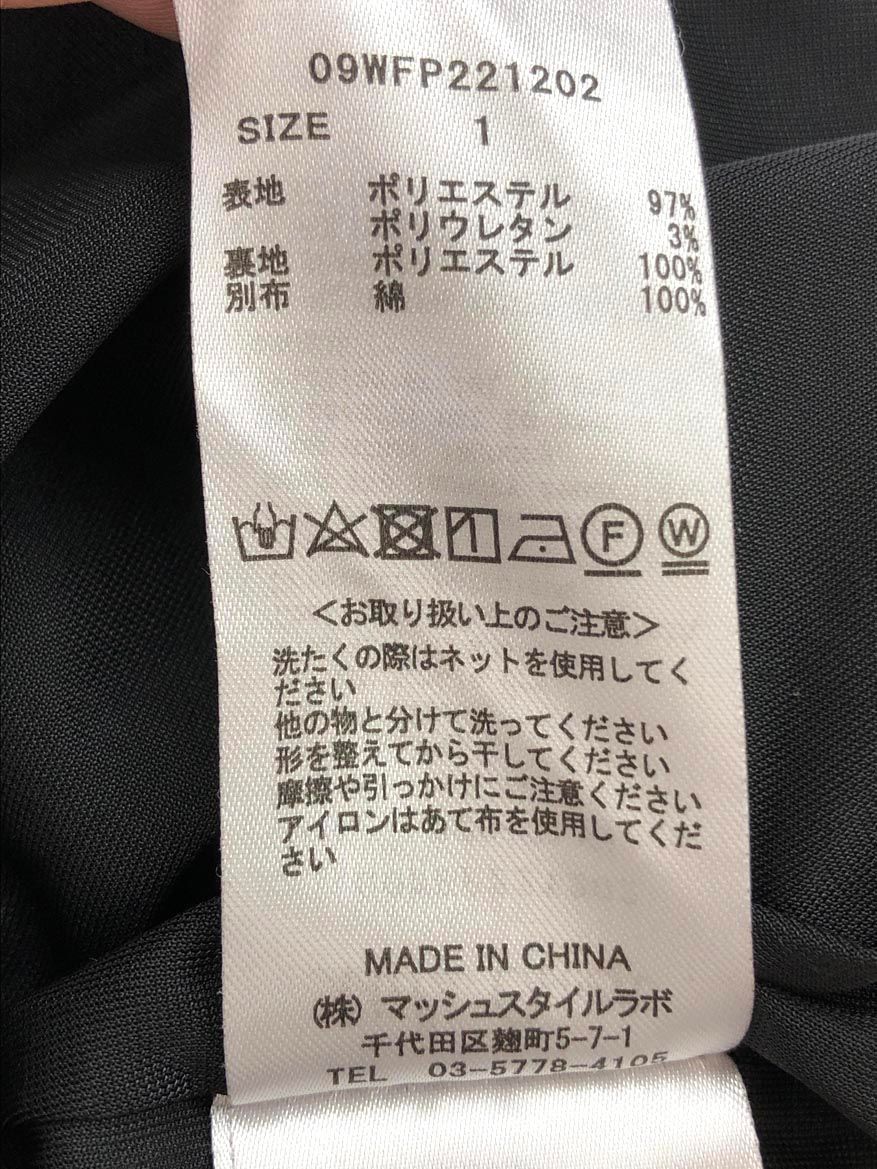 09WFP221202
SIZE 1
表地 ポリエステル 97%
ポリウレタン 3%
裏地 ポリエステル 100%
別布 綿 100%
F W
<お取り扱い上のご注意>
洗たくの際はネットを使用してく
ださい
他の物と分けて洗ってください
形を整えてから干してください
摩擦や引っかけにご注意ください
アイロンはあて布を使用してくだ
さい
MADE IN CHINA
(株) マッシュスタイルラボ
千代田区麹町5-7-1
TEL 03-5778-4105